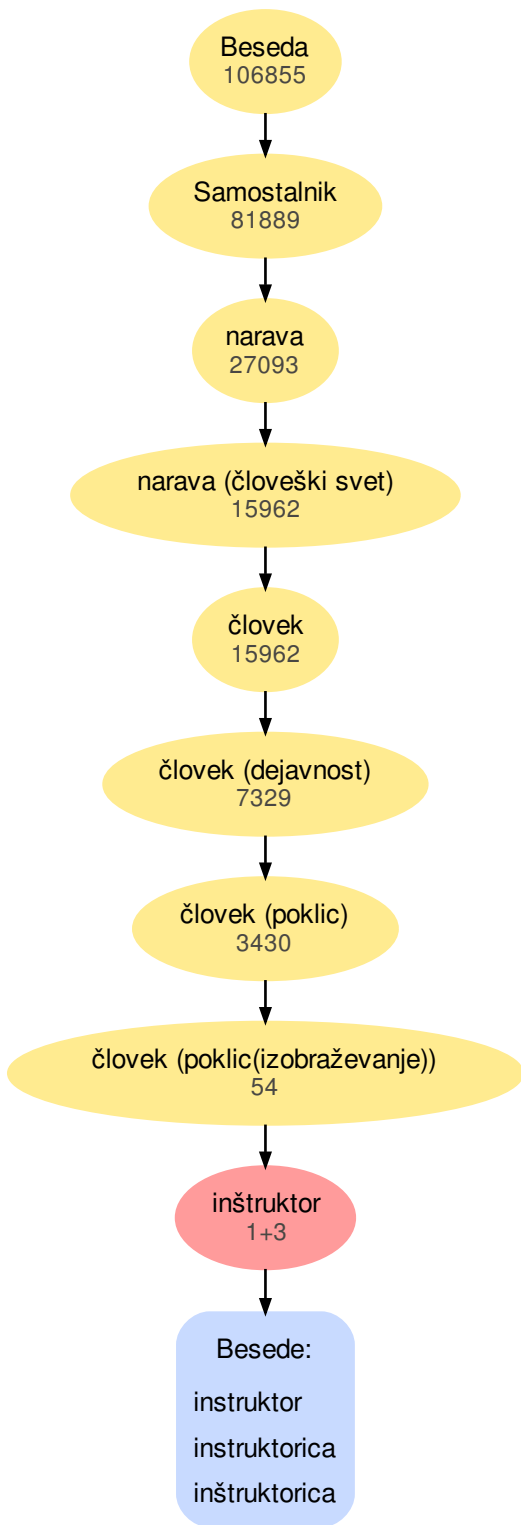 Beseda
106855
Samostalnik
81889
narava
27093
narava (človeški svet)
15962
človek
15962
človek (dejavnost)
7329
človek (poklic)
3430
človek (poklic(izobraževanje))
54
inštruktor
1+3
Besede:
instruktor
instruktorica
inštruktorica